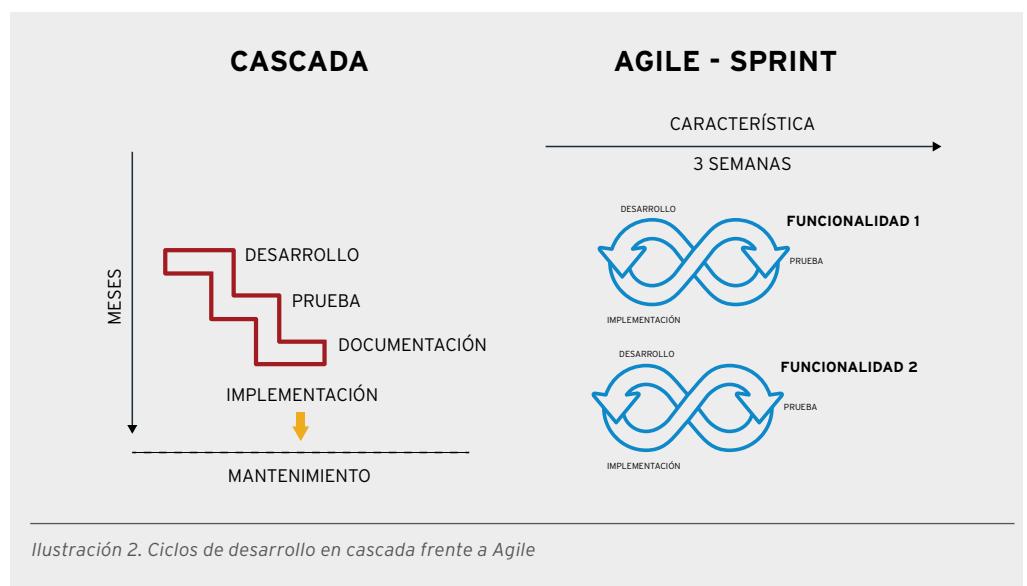 CASCADA
MESES
DESARROLLO
PRUEBA
DOCUMENTACIÓN
IMPLEMENTACIÓN
MANTENIMIENTO
AGILE - SPRINT
CARACTERÍSTICA
3 SEMANAS
DESARROLLO
FUNCIONALIDAD 1
PRUEBA
IMPLEMENTACIÓN
DESARROLLO
FUNCIONALIDAD 2
PRUEBA
IMPLEMENTACIÓN
Ilustración 2. Ciclos de desarrollo en cascada frente a Agile